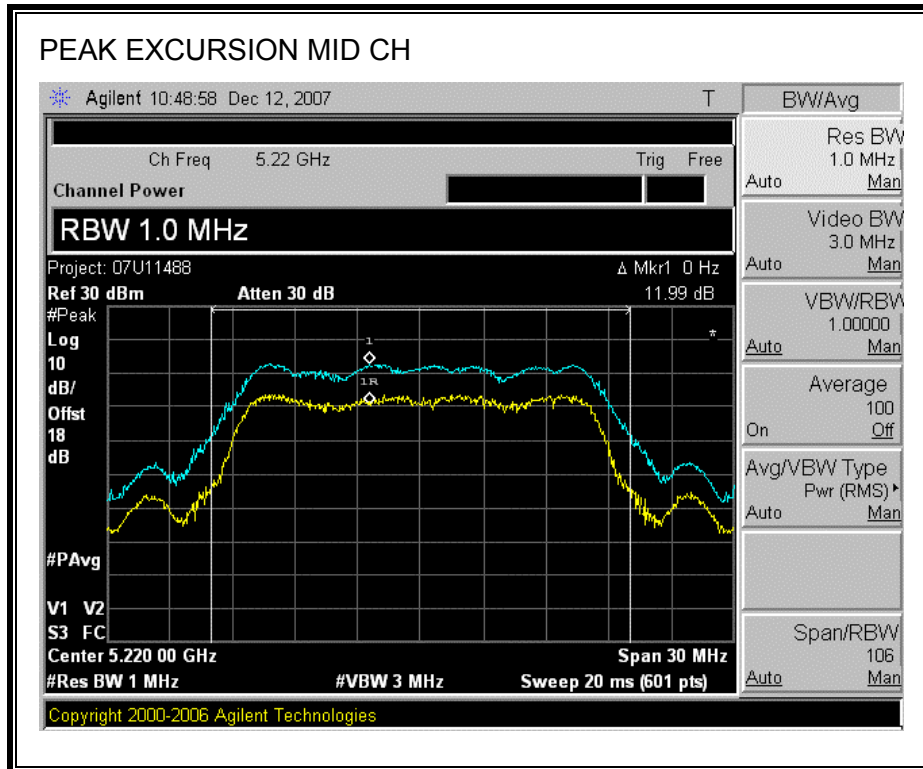 PEAK EXCURSION MID CH
Agilent 10:48:58 Dec 12, 2007 T
BW/Avg
Ch Freq 5.22 GHz Trig Free
Channel Power
RBW 1.0 MHz
Project: 07U11488 Δ Mkr1 0 Hz
Ref 30 dBm Atten 30 dB 11.99 dB
#Peak
Log
10
dB/
Offst
18
dB
1
1R
*
#PAvg
V1 V2
S3 FC
Center 5.220 00 GHz Span 30 MHz
#Res BW 1 MHz #VBW 3 MHz Sweep 20 ms (601 pts)
Copyright 2000-2006 Agilent Technologies
Res BW
1.0 MHz
Auto Man
Video BW
3.0 MHz
Auto Man
VBW/RBW
1.00000
Auto Man
Average
100
On Off
Avg/VBW Type
Pwr (RMS)
Auto Man
Span/RBW
106
Auto Man